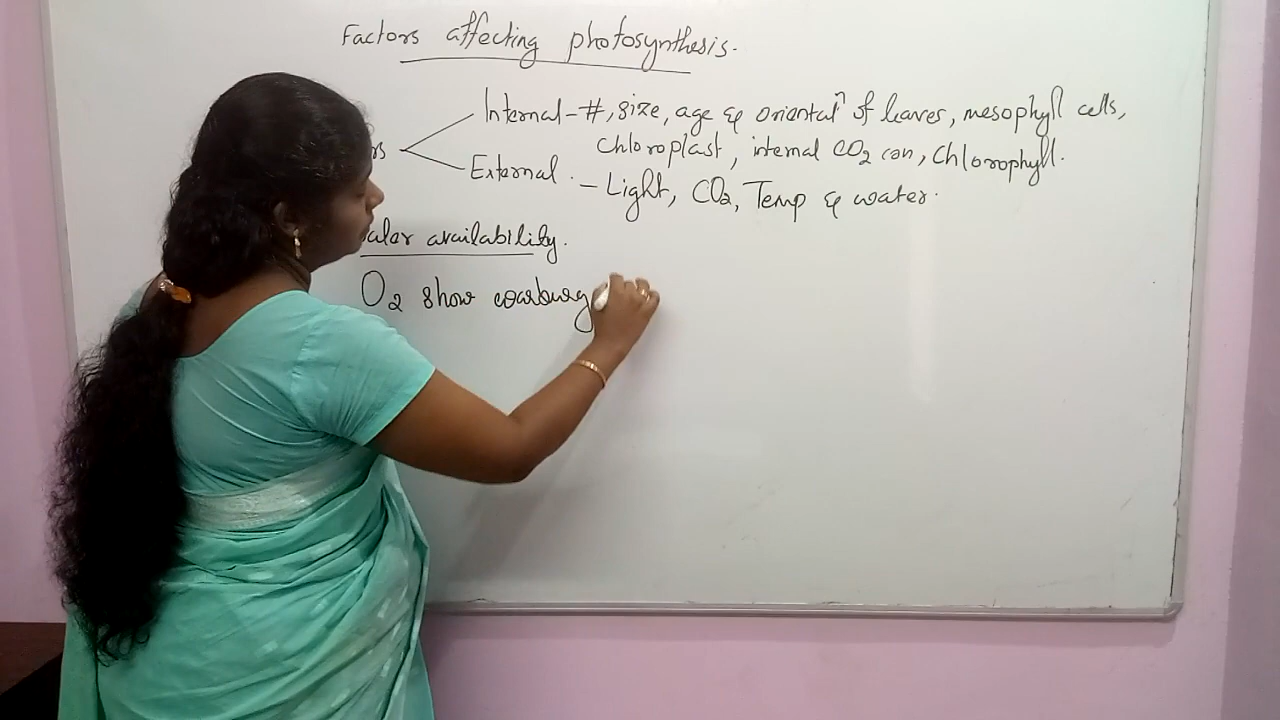 Factors affecting photosynthesis.
Internal - #, size, age & orientatⁿ of leaves, mesophyll cells,
chloroplast, internal CO2 con, Chlorophyll.
External - Light, CO2, Temp & water.
availability.
O2 show